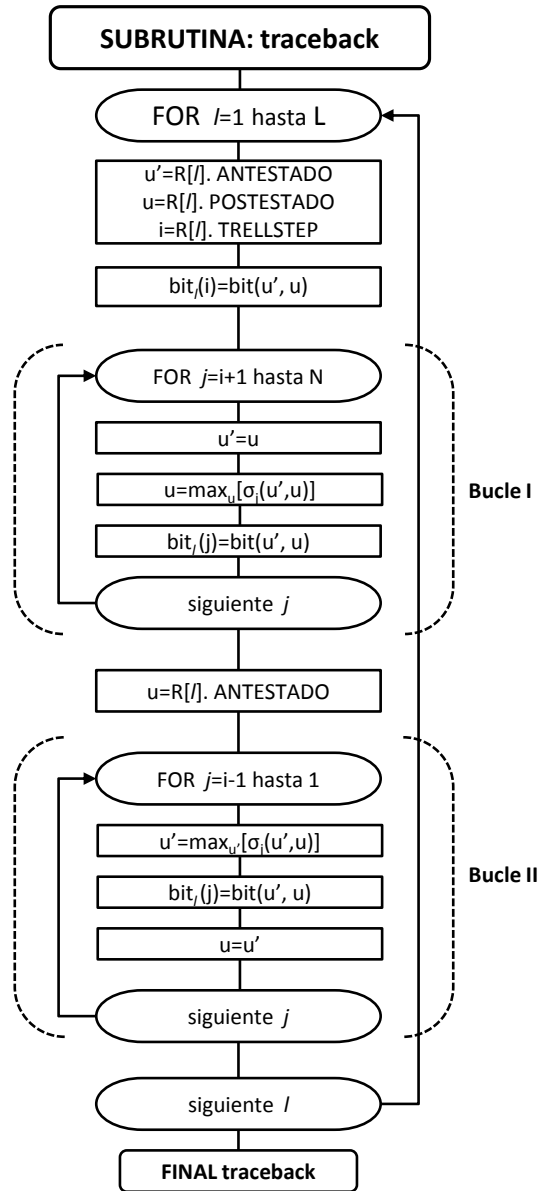 SUBRUTINA: traceback
FOR l=1 hasta L
u’=R[l]. ANTESTADO
u=R[l]. POSTESTADO
i=R[l]. TRELLSTEP
bitₗ(i)=bit(u’, u)
FOR j=i+1 hasta N
u’=u
u=maxᵤ[σⱼ(u’,u)]
bitₗ(j)=bit(u’, u)
siguiente j
Bucle I
u=R[l]. ANTESTADO
FOR j=i-1 hasta 1
u’=maxᵤ’[σⱼ(u’,u)]
bitₗ(j)=bit(u’, u)
u=u’
siguiente j
Bucle II
siguiente l
FINAL traceback